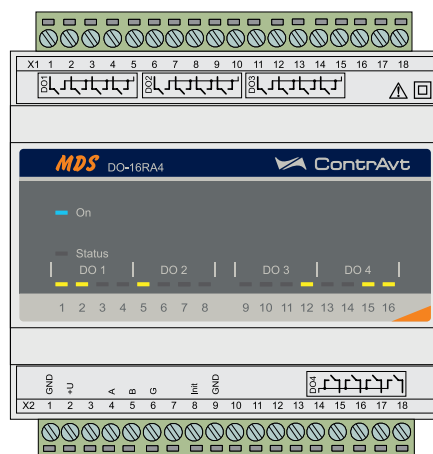 X1 1 2 3 4 5 6 7 8 9 10 11 12 13 14 15 16 17 18
DO1 DO2 DO3
MDS DO-16RA4 ContrAvt
On
Status
DO 1 DO 2 DO 3 DO 4
1 2 3 4 5 6 7 8 9 10 11 12 13 14 15 16
GND +U A B G Init GND DO4
X2 1 2 3 4 5 6 7 8 9 10 11 12 13 14 15 16 17 18